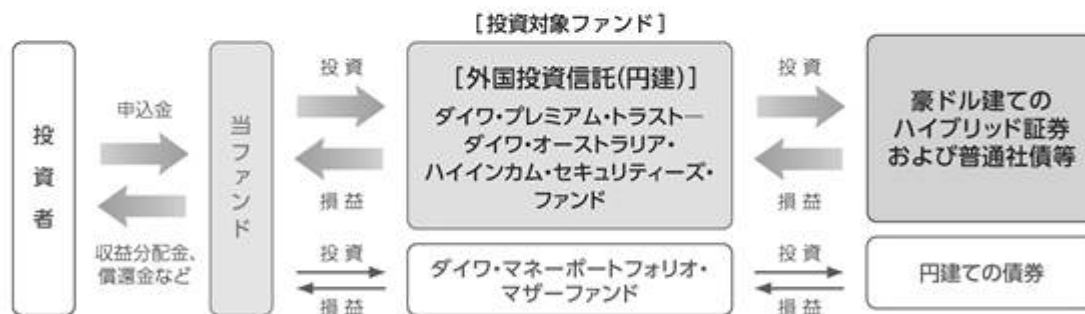 [投資対象ファンド]
投資者
申込金
収益分配金、
償還金など
当ファンド
投資
損益
[外国投資信託(円建)]
ダイワ・プレミアム・トラスト―
ダイワ・オーストラリア・
ハイインカム・セキュリティーズ・
ファンド
投資
損益
豪ドル建ての
ハイブリッド証券
および普通社債等
投資
損益
ダイワ・マネーポートフォリオ・
マザーファンド
投資
損益
円建ての債券